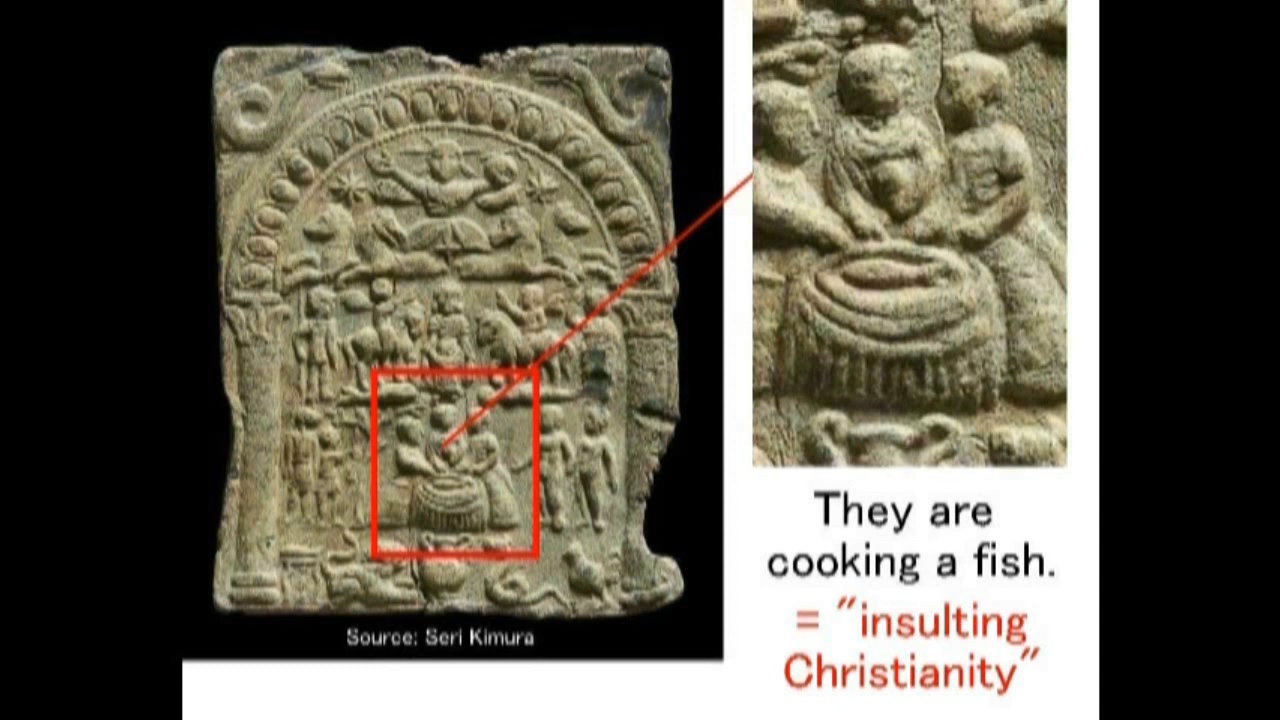 Source: Seri Kimura
They are
cooking a fish.
= "insulting
Christianity"